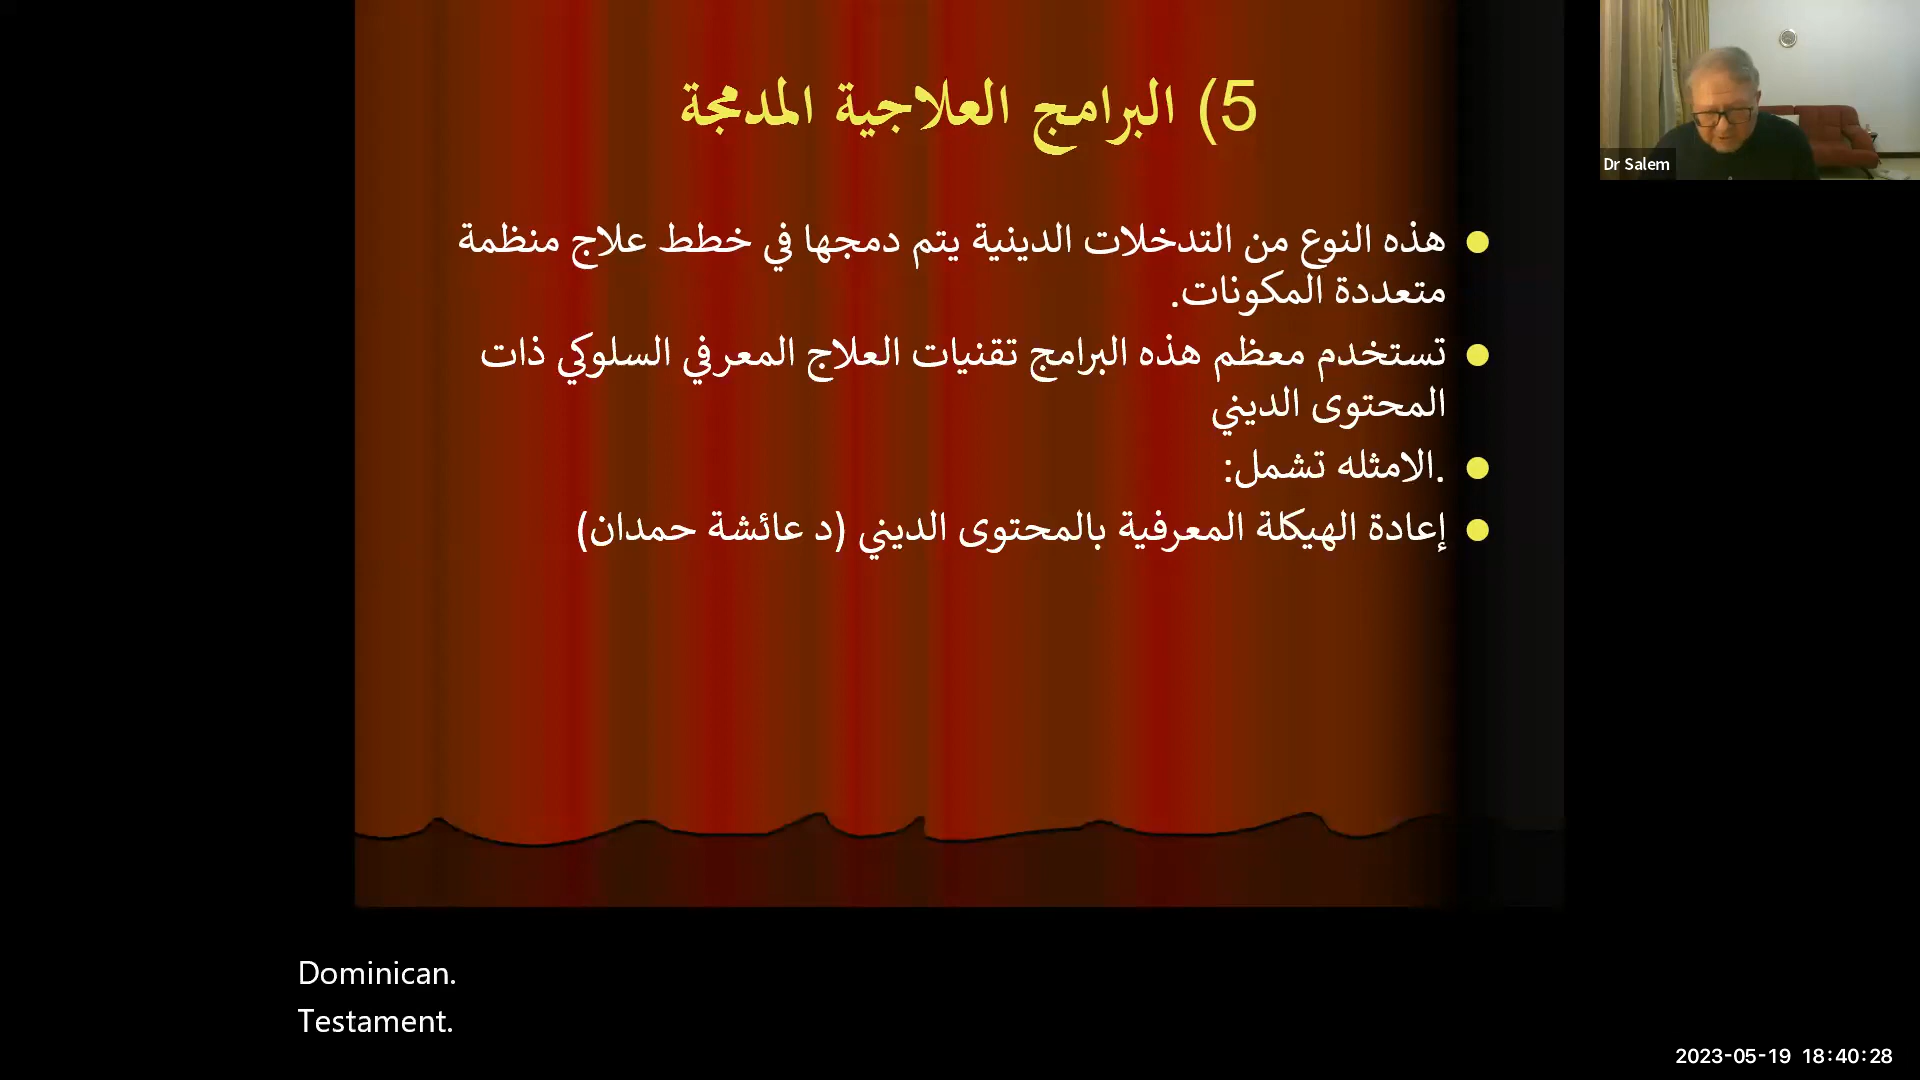 5) البرامج العلاجية المدمجة
هذه النوع من التدخلات الدينية يتم دمجها في خطط علاج منظمة
متعددة المكونات.
تستخدم معظم هذه البرامج تقنيات العلاج المعرفي السلوكي ذات
المحتوى الديني
.الامثله تشمل:
إعادة الهيكلة المعرفية بالمحتوى الديني (د عائشة حمدان)
Dr Salem
Dominican.
Testament.
2023-05-19 18:40:28